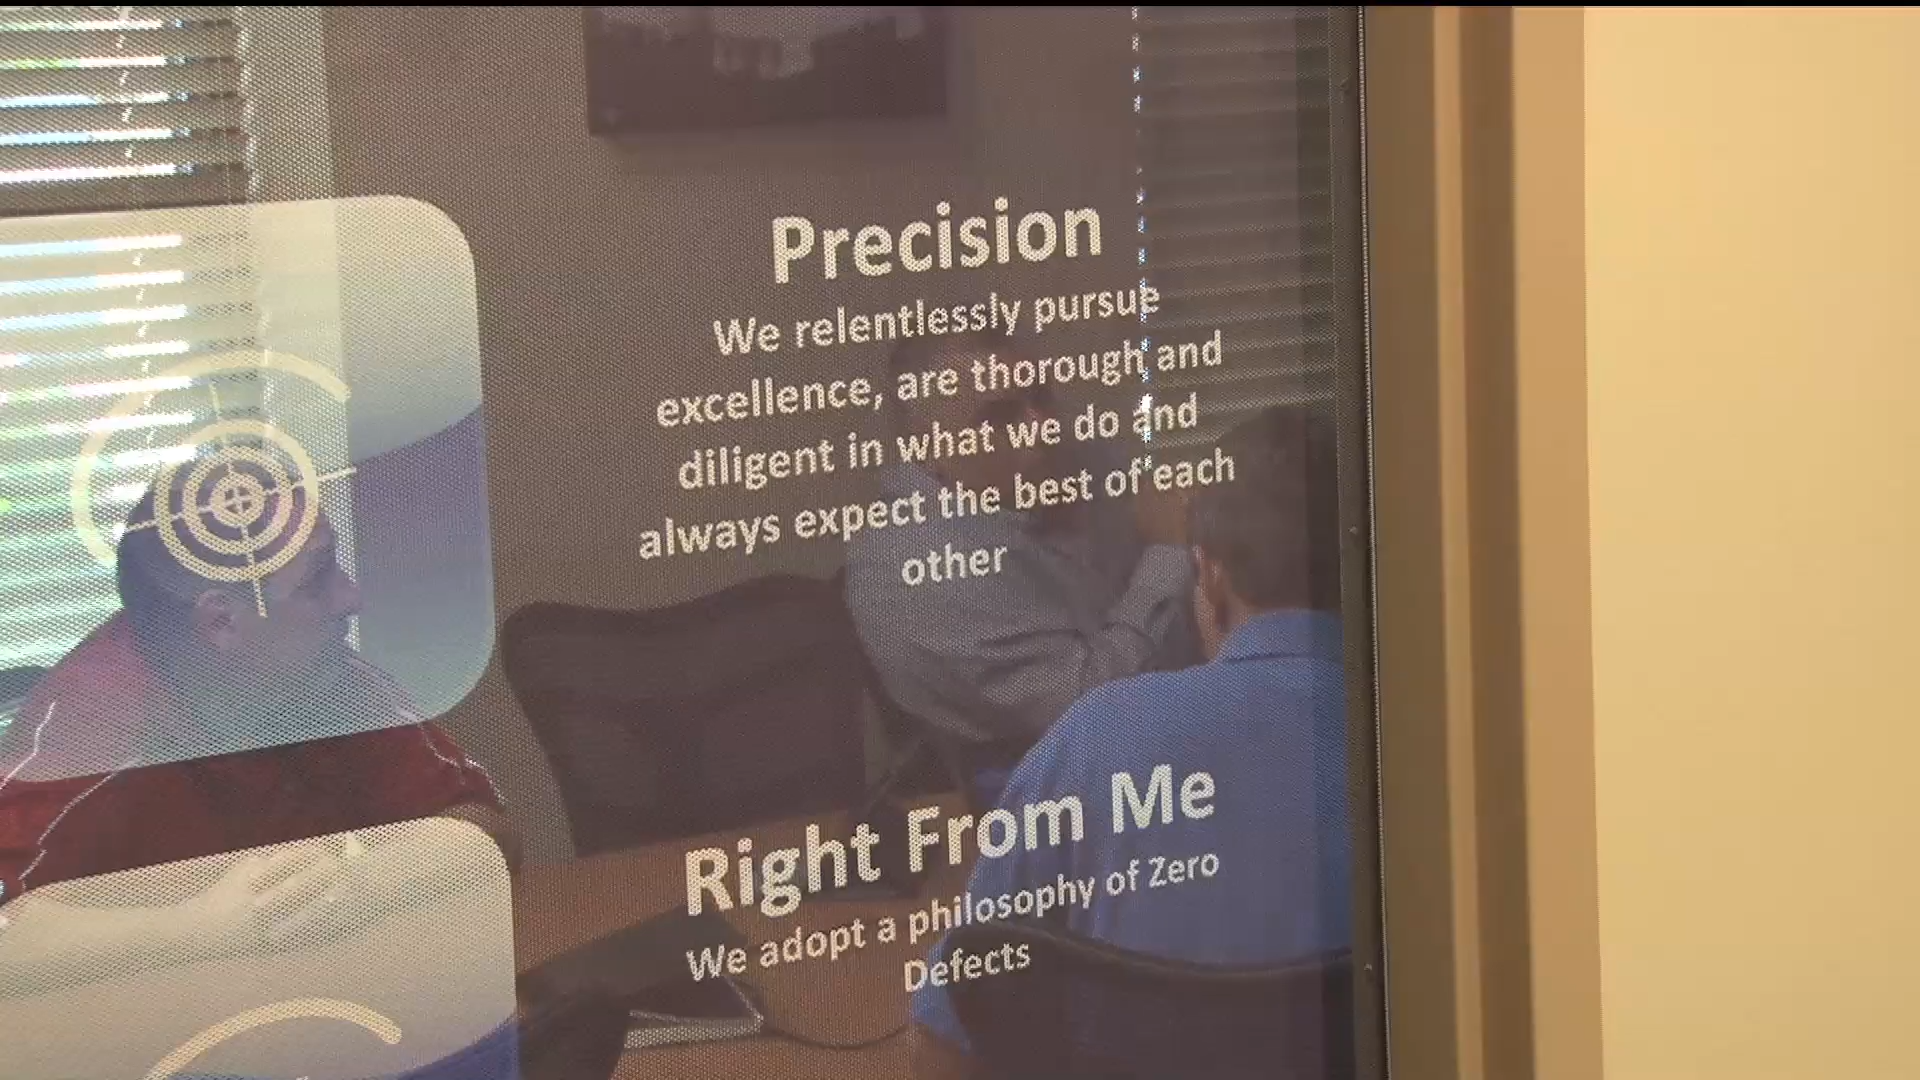 Precision
We relentlessly pursue
excellence, are thorough and
diligent in what we do and
always expect the best of each
other
Right From Me
We adopt a philosophy of Zero
Defects